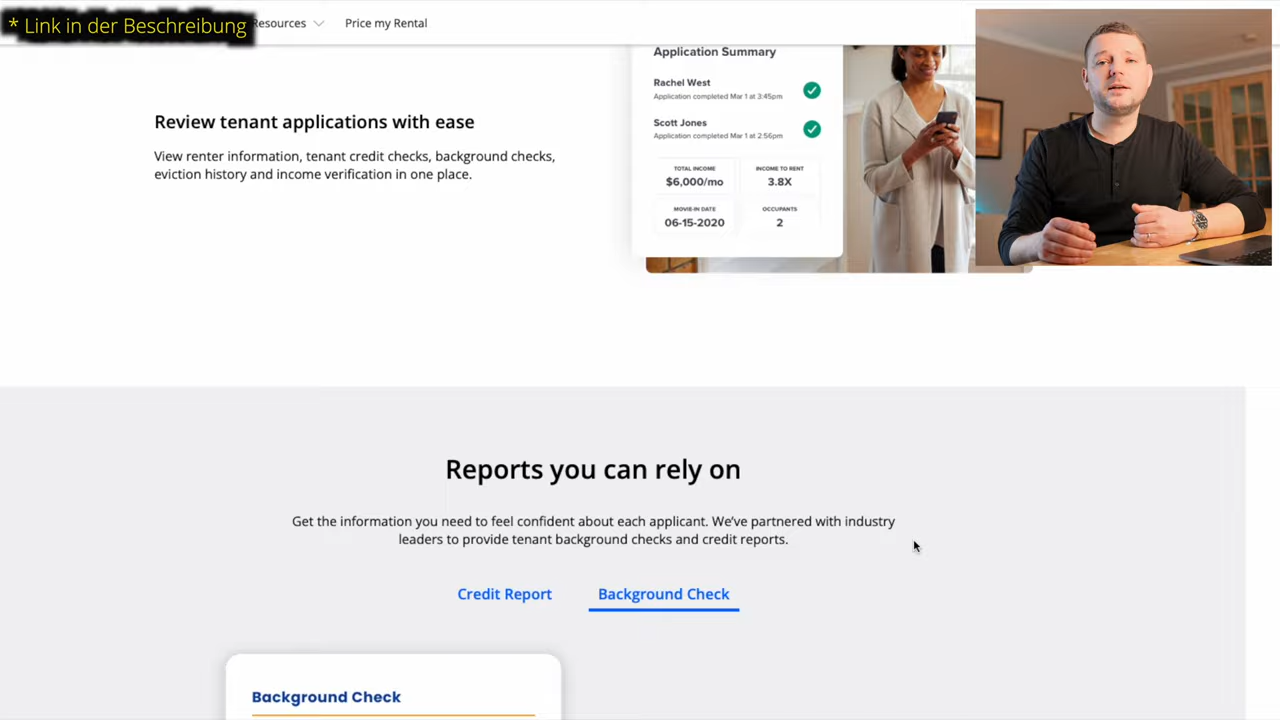 * Link in der Beschreibung
Resources
Price my Rental
Application Summary
Rachel West
Application completed Mar 1 at 3:45pm
Scott Jones
Application completed Mar 1 at 2:56pm
TOTAL INCOME
$6,000/mo
INCOME TO RENT
3.8X
MOVIE-IN DATE
06-15-2020
OCCUPANTS
2
Review tenant applications with ease
View renter information, tenant credit checks, background checks,
eviction history and income verification in one place.
Reports you can rely on
Get the information you need to feel confident about each applicant. We've partnered with industry
leaders to provide tenant background checks and credit reports.
Credit Report
Background Check
Background Check